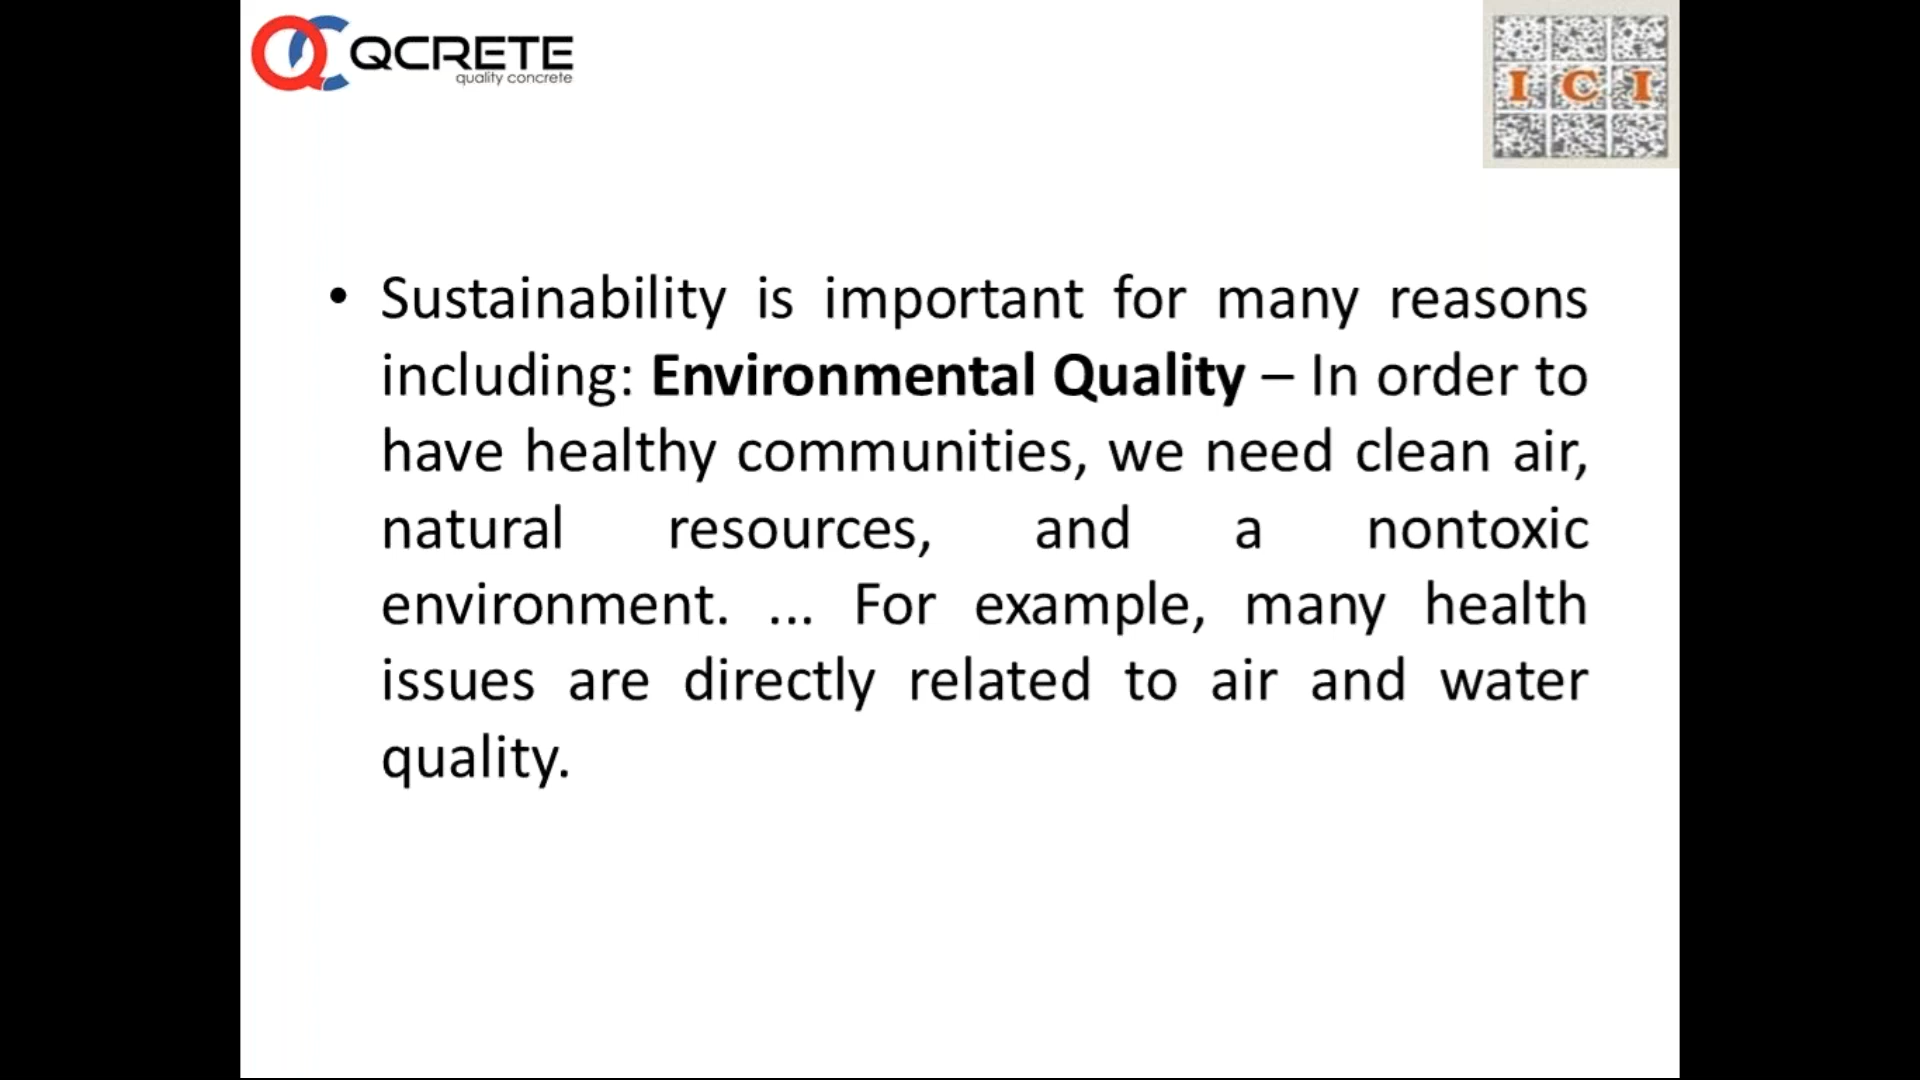 QCRETE
quality concrete
I C I
• Sustainability is important for many reasons
including: Environmental Quality – In order to
have healthy communities, we need clean air,
natural resources, and a nontoxic
environment. ... For example, many health
issues are directly related to air and water
quality.